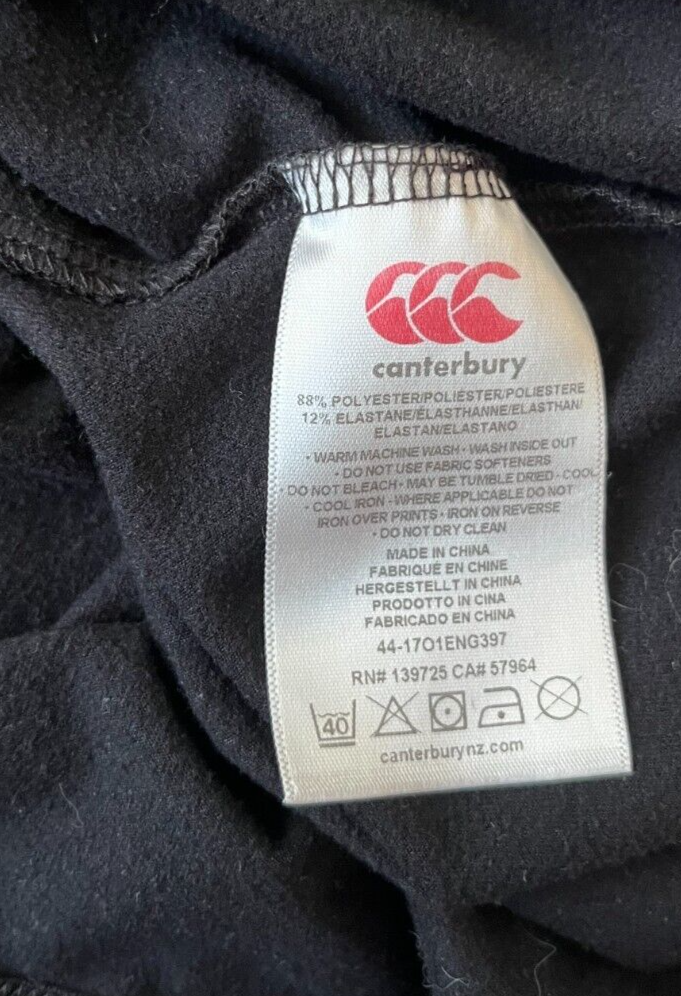 canterbury
88% POLYESTER/POLIÉSTER/POLIESTERE
12% ELASTANE/ÉLASTHANNE/ELASTHAN/
ELASTAN/ELASTANO
• WARM MACHINE WASH • WASH INSIDE OUT
• DO NOT USE FABRIC SOFTENERS
• DO NOT BLEACH • MAY BE TUMBLE DRIED - COOL
• COOL IRON - WHERE APPLICABLE DO NOT
IRON OVER PRINTS • IRON ON REVERSE
• DO NOT DRY CLEAN
MADE IN CHINA
FABRIQUÉ EN CHINE
HERGESTELLT IN CHINA
PRODOTTO IN CINA
FABRICADO EN CHINA
44-17O1ENG397
RN# 139725 CA# 57964
40
canterburynz.com